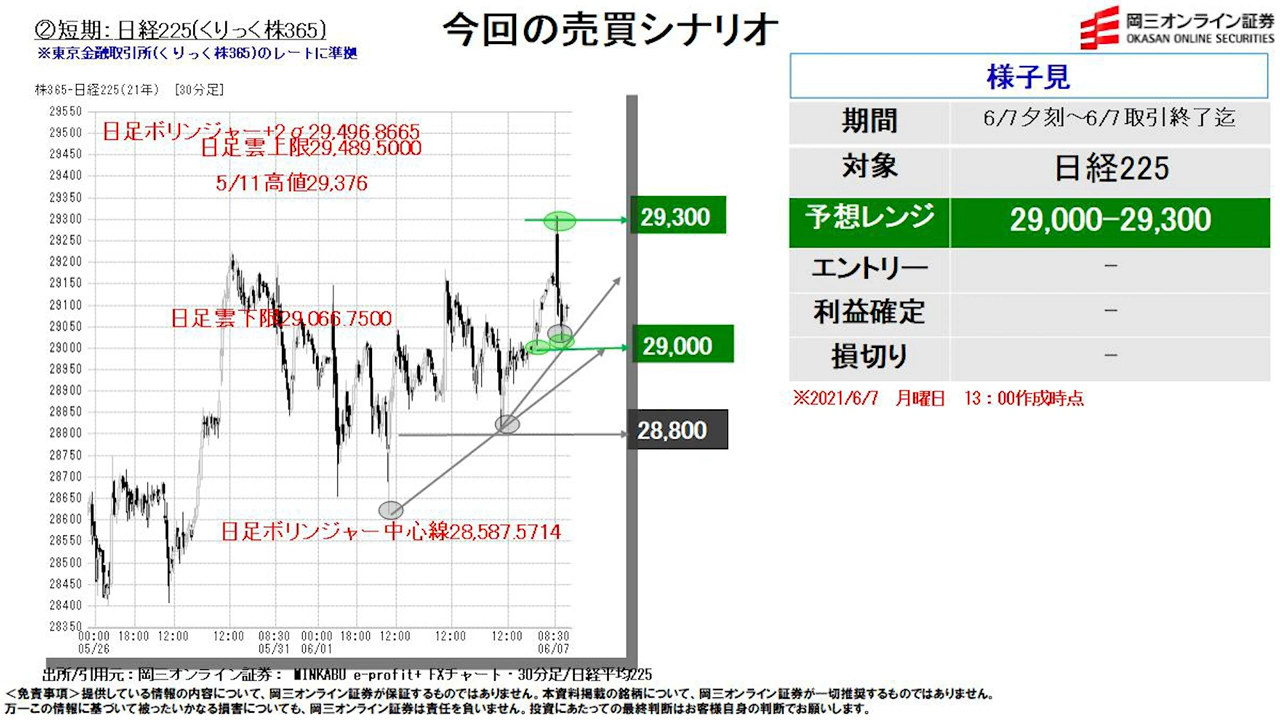 ②短期：日経225(くりっく株365)
※東京金融取引所(くりっく株365)のレートに準拠
今回の売買シナリオ
岡三オンライン証券
OKASAN ONLINE SECURITIES
株365-日経225(21年) [30分足]
29550
29500
29450
29400
29350
29300
29250
29200
29150
29100
29050
29000
28950
28900
28850
28800
28750
28700
28650
28600
28550
28500
28450
28400
28350
日足ボリンジャー+2σ29,496.8665
日足雲上限29,489.5000
5/11高値29,376
日足雲下限29,066.7500
日足ボリンジャー中心線28,587.5714
29,300
29,000
28,800
00:00 18:00 12:00 12:00 08:30 00:00 18:00 12:00 12:00 12:00 08:30
05/26 05/31 06/01 06/07
様子見
期間 6/7夕刻～6/7取引終了迄
対象 日経225
予想レンジ 29,000-29,300
エントリー -
利益確定 -
損切り -
※2021/6/7 月曜日 13：00作成時点
出所/引用元：岡三オンライン証券： MINKABU e-profit+ FXチャート・30分足/日経平均225
＜免責事項＞提供している情報の内容について、岡三オンライン証券が保証するものではありません。本資料掲載の銘柄について、岡三オンライン証券が一切推奨するものではありません。
万一この情報に基づいて被ったいかなる損害についても、岡三オンライン証券は責任を負いません。投資にあたっての最終判断はお客様自身の判断でお願いします。